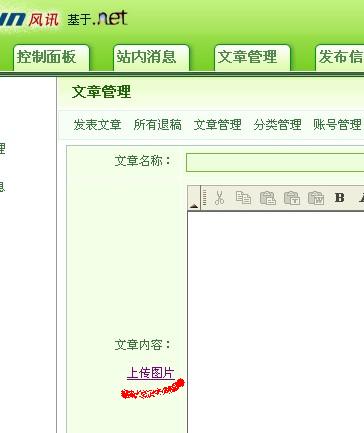 风讯 基于.net
控制面板 站内消息 文章管理 发布信
文章管理
发表文章 所有退稿 文章管理 分类管理 账号管理
理
文章名称：
息
B
文章内容：
上传图片